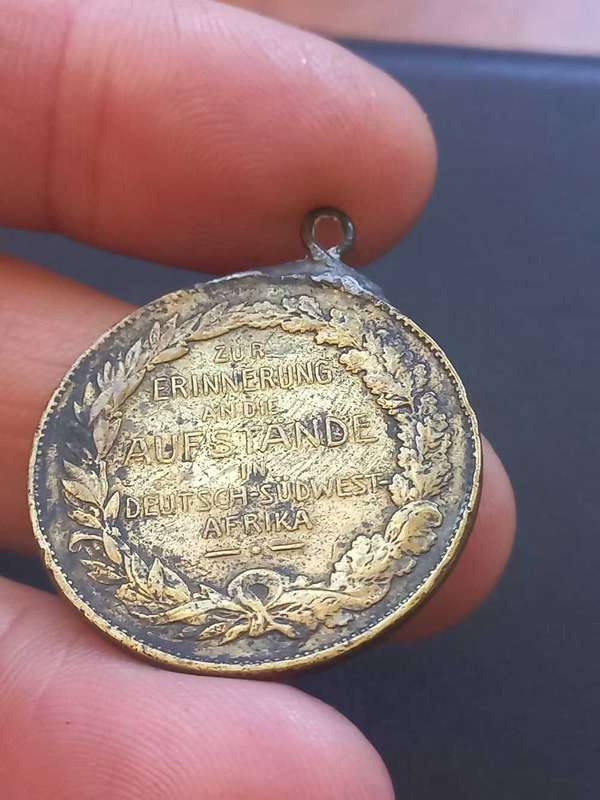 ZUR
ERINNERUNG
AN DIE
AUFSTÄNDE
IN
DEUTSCH-SÜDWEST-
AFRIKA